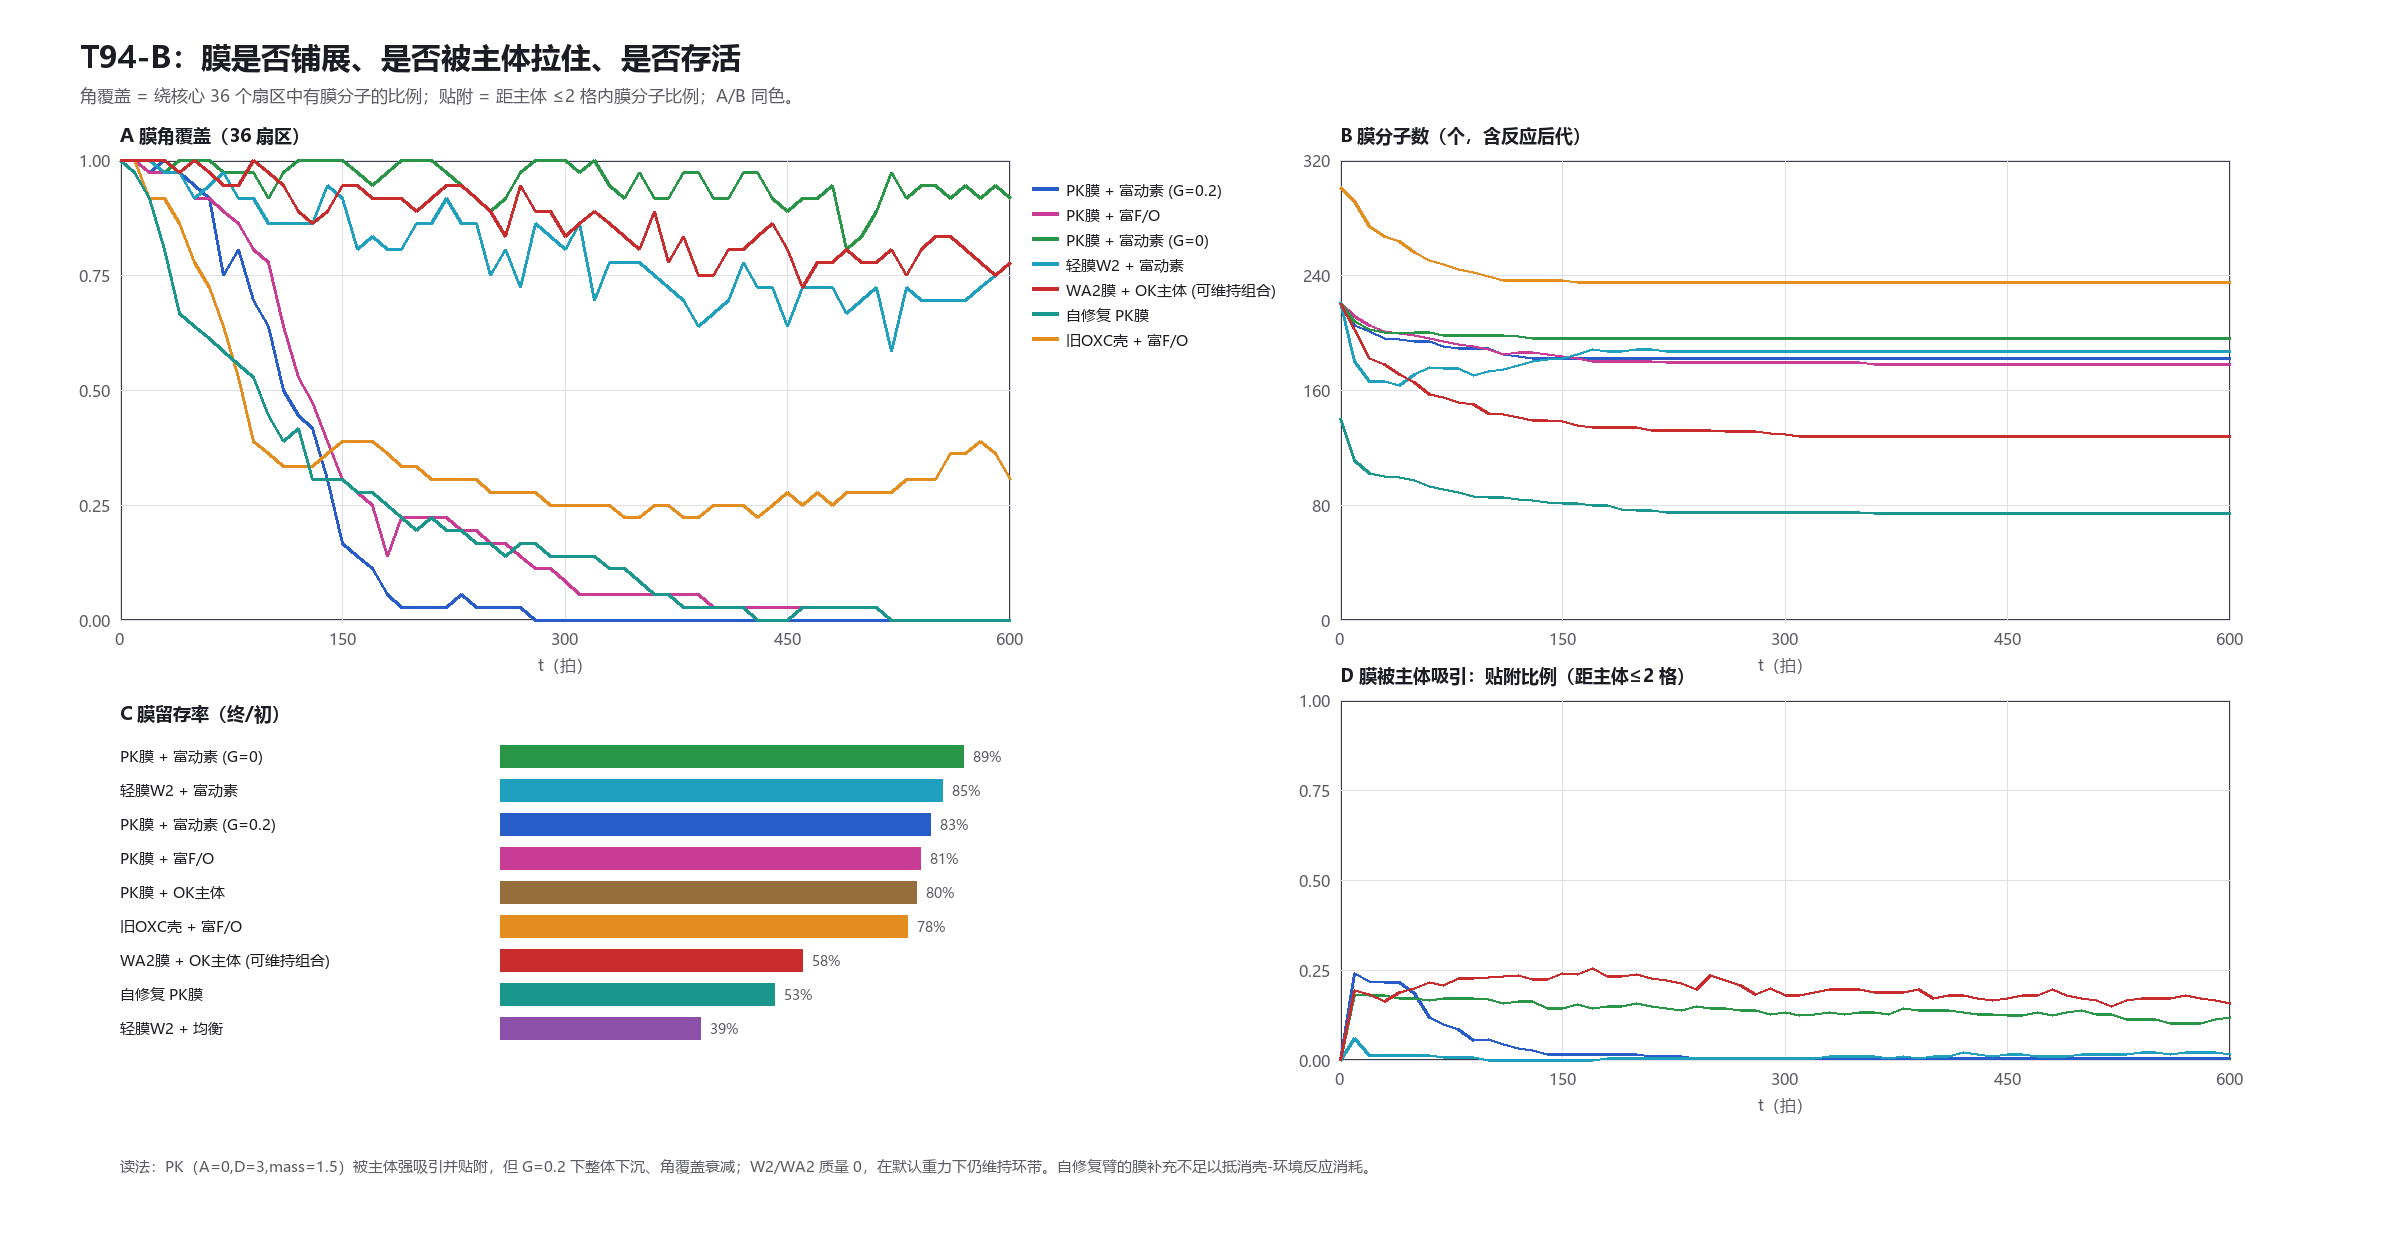 T94-B：膜是否铺展、是否被主体拉住、是否存活
角覆盖 = 绕核心 36 个扇区中有膜分子的比例；贴附 = 距主体 ≤2 格内膜分子比例；A/B 同色。
A 膜角覆盖（36 扇区）
1.00
0.75
0.50
0.25
0.00
0 150 300 450 600
t（拍）
PK膜 + 富动素 (G=0.2)
PK膜 + 富F/O
PK膜 + 富动素 (G=0)
轻膜W2 + 富动素
WA2膜 + OK主体 (可维持组合)
自修复 PK膜
旧OXC壳 + 富F/O
B 膜分子数（个，含反应后代）
320
240
160
80
0
0 150 300 450 600
t（拍）
C 膜留存率（终/初）
PK膜 + 富动素 (G=0) 89%
轻膜W2 + 富动素 85%
PK膜 + 富动素 (G=0.2) 83%
PK膜 + 富F/O 81%
PK膜 + OK主体 80%
旧OXC壳 + 富F/O 78%
WA2膜 + OK主体 (可维持组合) 58%
自修复 PK膜 53%
轻膜W2 + 均衡 39%
D 膜被主体吸引：贴附比例（距主体≤2 格）
1.00
0.75
0.50
0.25
0.00
0 150 300 450 600
t（拍）
读法：PK（A=0,D=3,mass=1.5）被主体强吸引并贴附，但 G=0.2 下整体下沉、角覆盖衰减；W2/WA2 质量 0，在默认重力下仍维持环带。自修复臂的膜补充不足以抵消壳-环境反应消耗。